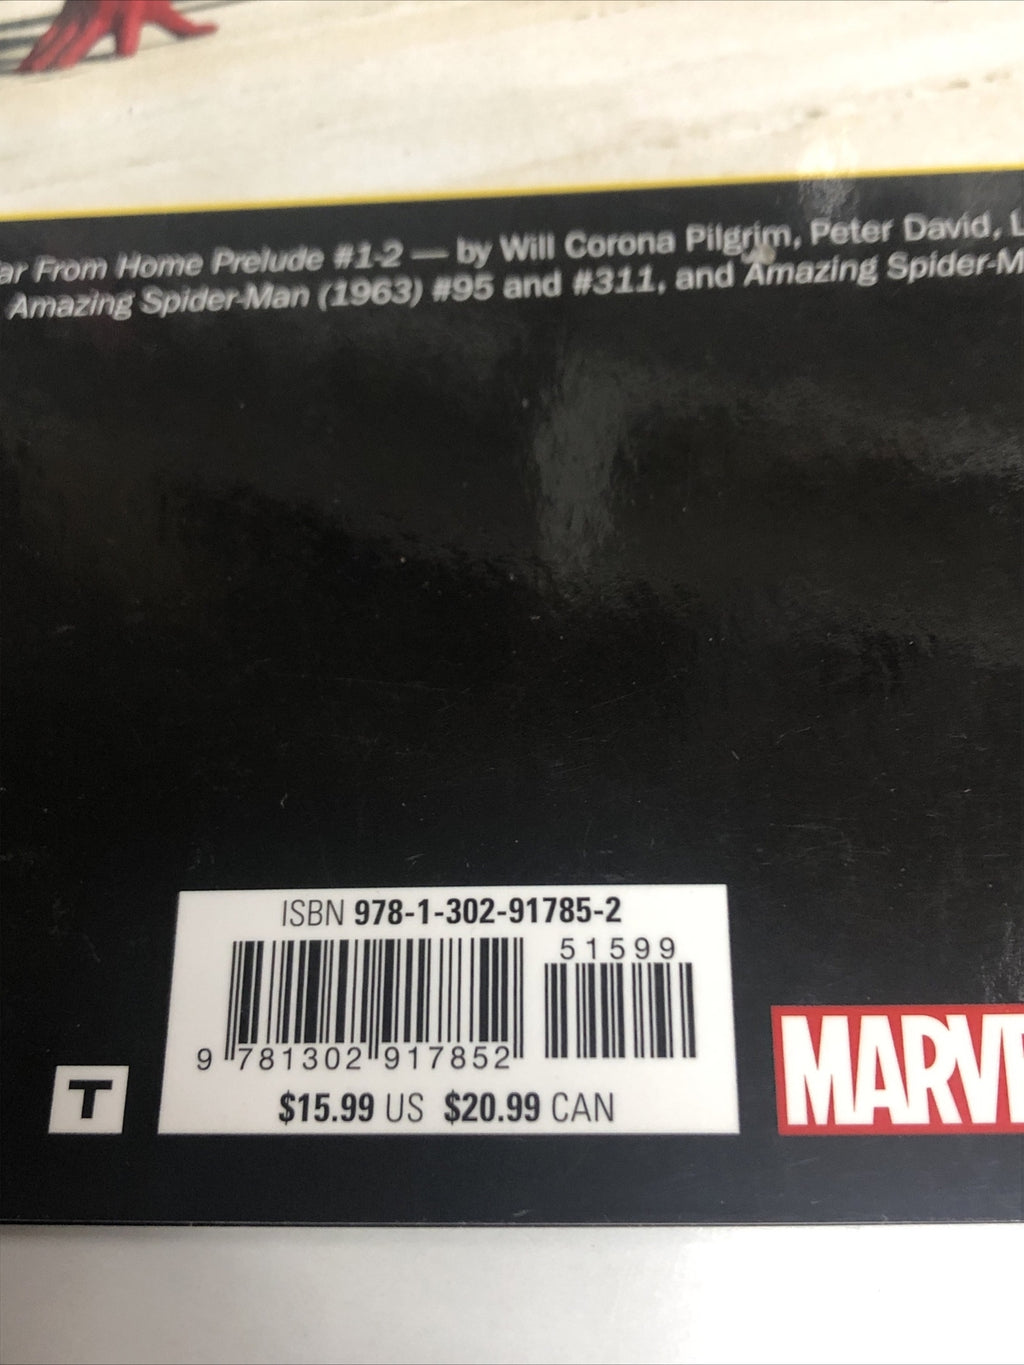 ar From Home Prelude #1-2 — by Will Corona Pilgrim, Peter David, L
Amazing Spider-Man (1963) #95 and #311, and Amazing Spider-M
ISBN 978-1-302-91785-2
51599
9 781302 917852
$15.99 US $20.99 CAN
T
MARVE